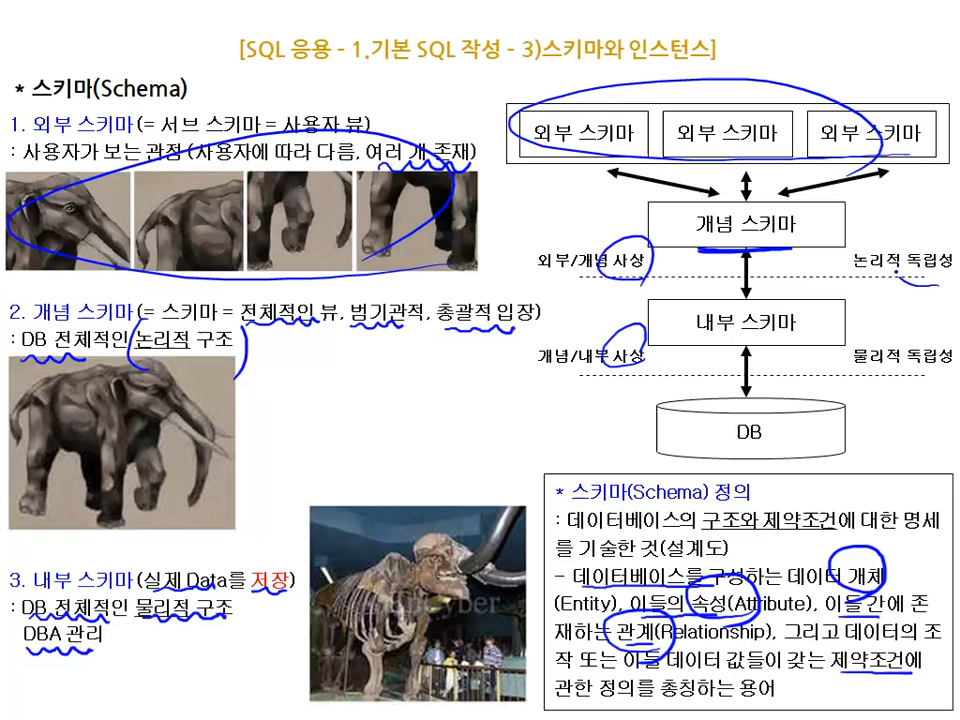 [SQL 응용 - 1.기본 SQL 작성 - 3)스키마와 인스턴스]
* 스키마(Schema)
1. 외부 스키마(= 서브 스키마 = 사용자 뷰)
: 사용자가 보는 관점 (사용자에 따라 다름, 여러 개 존재)
2. 개념 스키마(= 스키마 = 전체적인 뷰, 범기관적, 총괄적 입장)
: DB 전체적인 논리적 구조
3. 내부 스키마(실제 Data를 저장)
: DB 전체적인 물리적 구조
DBA 관리
외부 스키마 외부 스키마 외부 스키마
개념 스키마
외부/개념 사상 논리적 독립성
내부 스키마
개념/내부 사상 물리적 독립성
DB
* 스키마(Schema) 정의
: 데이터베이스의 구조와 제약조건에 대한 명세
를 기술한 것(설계도)
- 데이터베이스를 구성하는 데이터 개체
(Entity), 이들의 속성(Attribute), 이들 간에 존
재하는 관계(Relationship), 그리고 데이터의 조
작 또는 이들 데이터 값들이 갖는 제약조건에
관한 정의를 총칭하는 용어